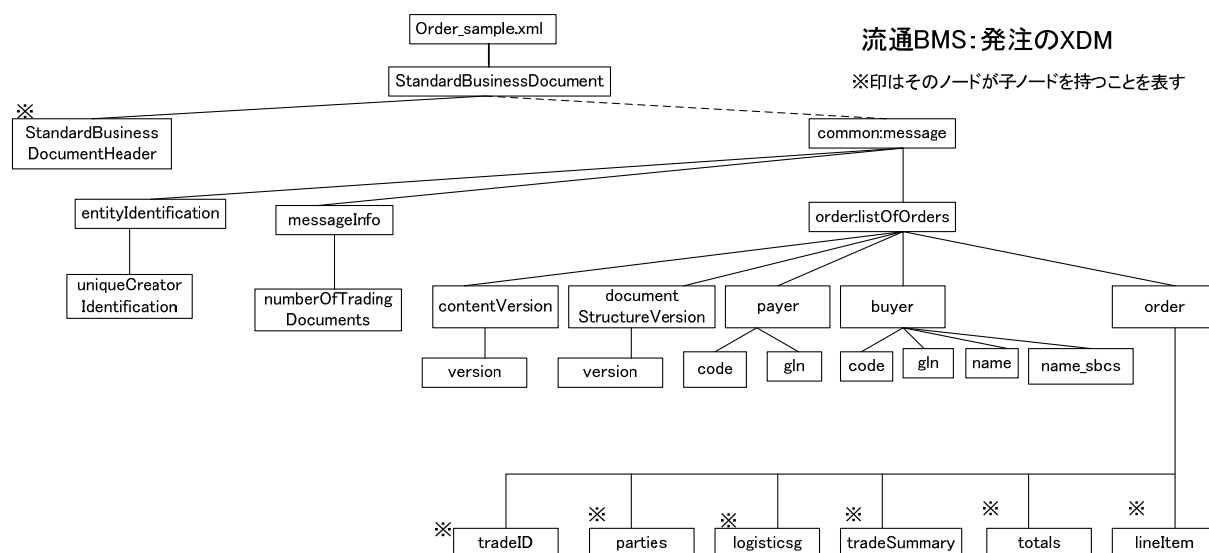 Order_sample.xml
流通BMS:発注のXDM
StandardBusinessDocument
※印はそのノードが子ノードを持つことを表す
※
StandardBusiness
DocumentHeader
common:message
entityIdentification
messageInfo
order:listOfOrders
uniqueCreator
Identification
numberOfTrading
Documents
contentVersion
document
StructureVersion
payer
buyer
order
version
version
code
gln
code
gln
name
name_sbcs
※
tradeID
※
parties
※
logisticsg
※
tradeSummary
※
totals
※
lineItem